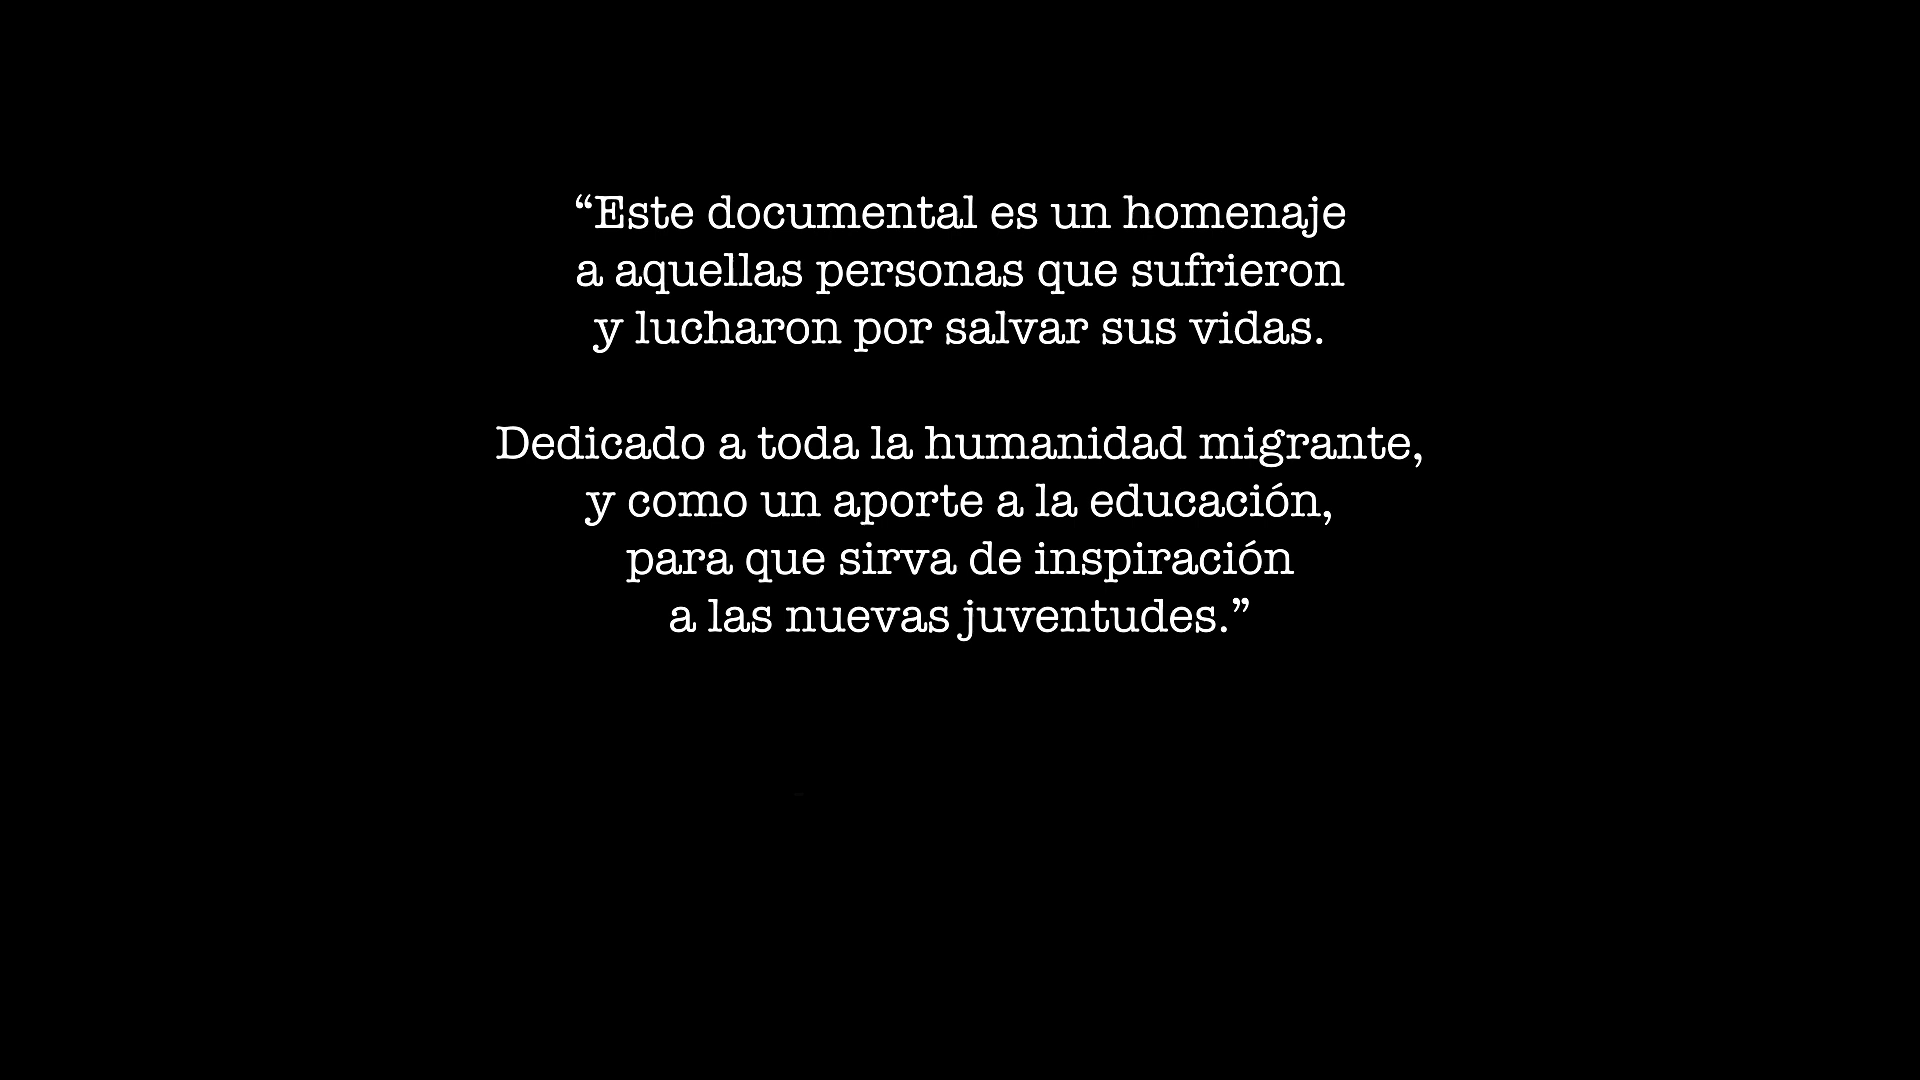 “Este documental es un homenaje
a aquellas personas que sufrieron
y lucharon por salvar sus vidas.
Dedicado a toda la humanidad migrante,
y como un aporte a la educación,
para que sirva de inspiración
a las nuevas juventudes.”